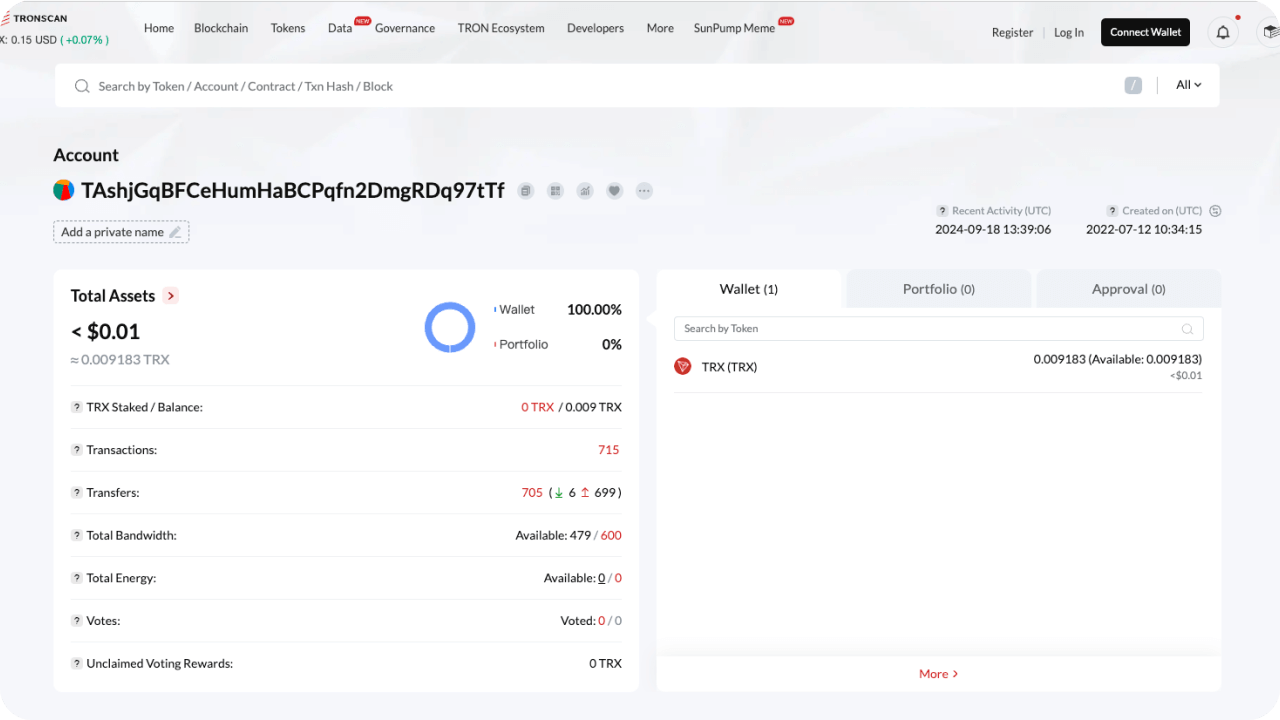 TRONSCAN
X: 0.15 USD ( +0.07% )
Home Blockchain Tokens Data NEW Governance TRON Ecosystem Developers More SunPump Meme NEW
Register | Log In Connect Wallet
Search by Token / Account / Contract / Txn Hash / Block / All
Account
TAshjGqBFCeHumHaBCPqfn2DmgRDq97tTf
Add a private name
? Recent Activity (UTC) ? Created on (UTC)
2024-09-18 13:39:06 2022-07-12 10:34:15
Total Assets
< $0.01
≈ 0.009183 TRX
Wallet 100.00%
Portfolio 0%
? TRX Staked / Balance: 0 TRX / 0.009 TRX
? Transactions: 715
? Transfers: 705 (↓ 6 ↑ 699)
? Total Bandwidth: Available: 479 / 600
? Total Energy: Available: 0 / 0
? Votes: Voted: 0 / 0
? Unclaimed Voting Rewards: 0 TRX
Wallet (1) Portfolio (0) Approval (0)
Search by Token
TRX (TRX) 0.009183 (Available: 0.009183)
<$0.01
More >